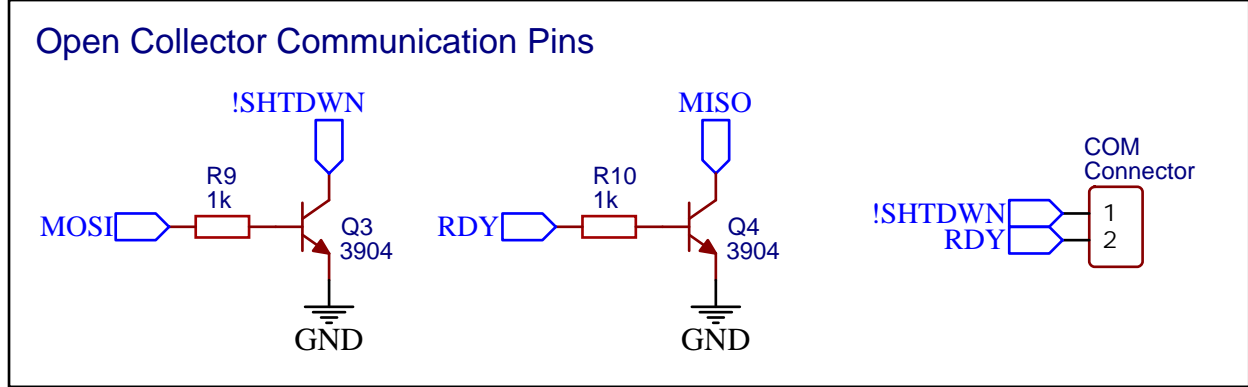 Open Collector Communication Pins
!SHTDWN
MOSI
R9
1k
Q3
3904
GND
MISO
RDY
R10
1k
Q4
3904
GND
COM
Connector
!SHTDWN
1
RDY
2